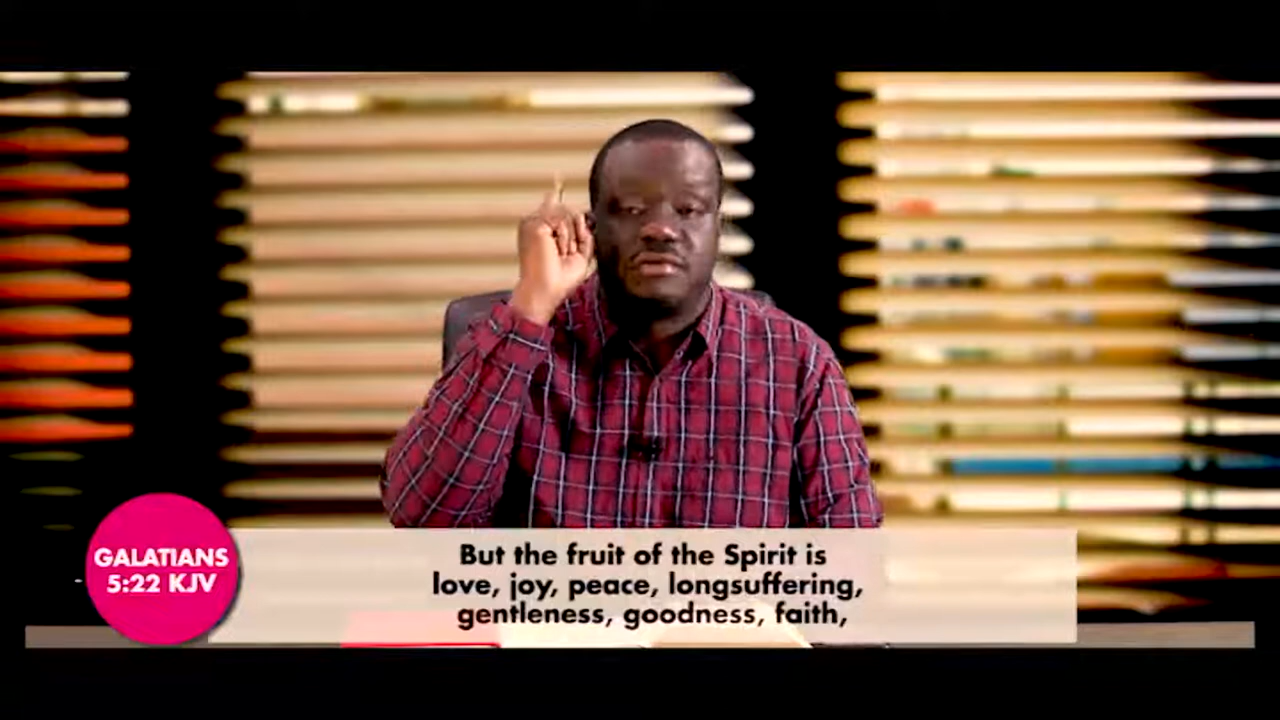 GALATIANS
5:22 KJV
But the fruit of the Spirit is
love, joy, peace, longsuffering,
gentleness, goodness, faith,